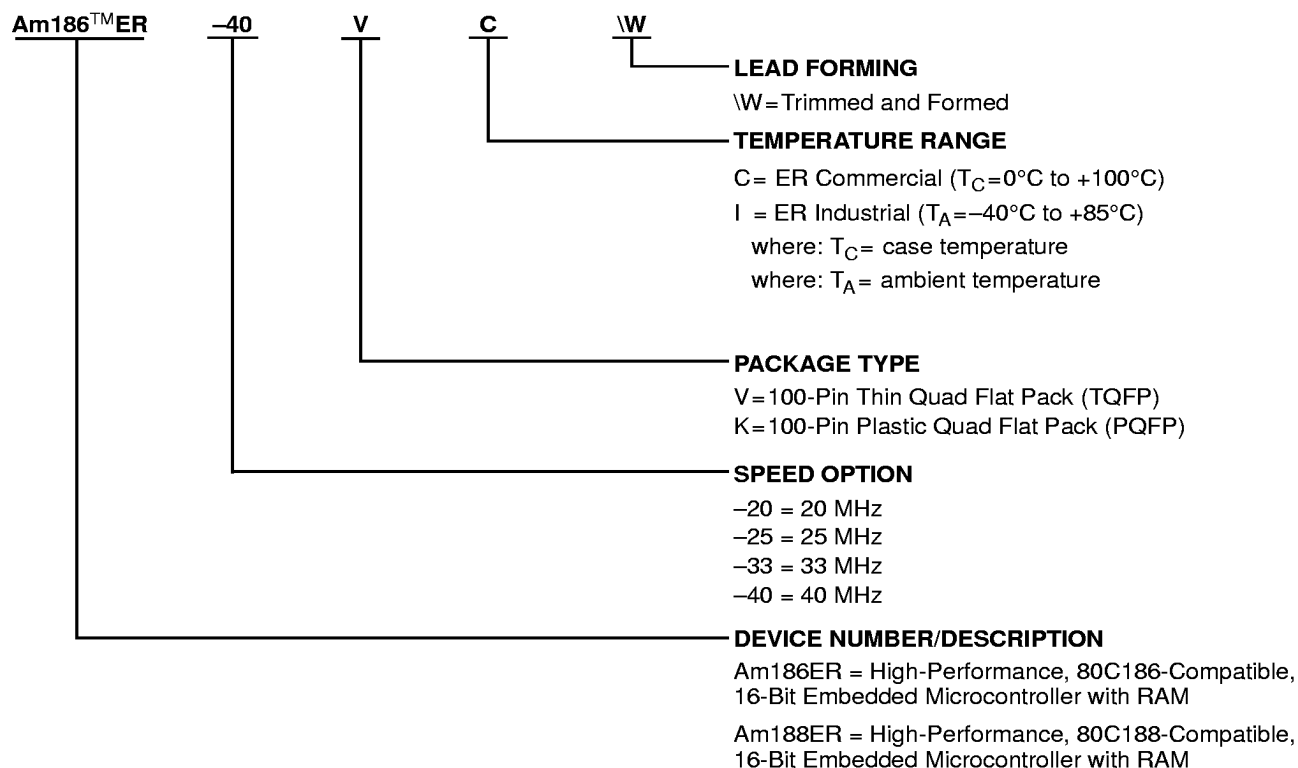 Am186™ER –40 V C \W
LEAD FORMING
\W=Trimmed and Formed
TEMPERATURE RANGE
C= ER Commercial (TC=0°C to +100°C)
I = ER Industrial (TA=–40°C to +85°C)
where: TC= case temperature
where: TA= ambient temperature
PACKAGE TYPE
V=100-Pin Thin Quad Flat Pack (TQFP)
K=100-Pin Plastic Quad Flat Pack (PQFP)
SPEED OPTION
–20 = 20 MHz
–25 = 25 MHz
–33 = 33 MHz
–40 = 40 MHz
DEVICE NUMBER/DESCRIPTION
Am186ER = High-Performance, 80C186-Compatible,
16-Bit Embedded Microcontroller with RAM
Am188ER = High-Performance, 80C188-Compatible,
16-Bit Embedded Microcontroller with RAM